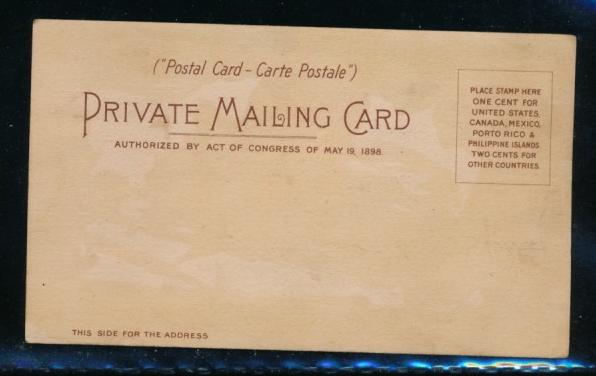 ("Postal Card - Carte Postale")
PRIVATE MAILING CARD
AUTHORIZED BY ACT OF CONGRESS OF MAY 19, 1898.
PLACE STAMP HERE
ONE CENT FOR
UNITED STATES,
CANADA, MEXICO,
PORTO RICO &
PHILIPPINE ISLANDS
TWO CENTS FOR
OTHER COUNTRIES.
THIS SIDE FOR THE ADDRESS